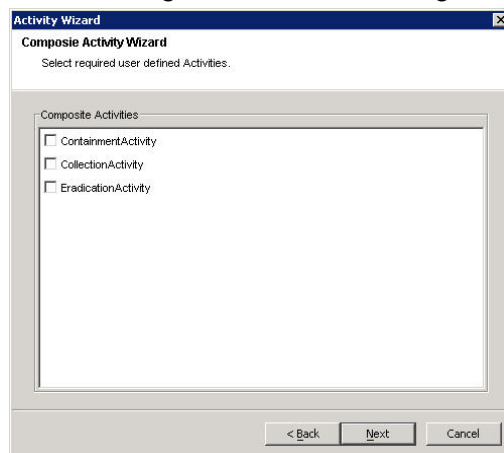 Activity Wizard
Composie Activity Wizard
Select required user defined Activities.
Composite Activities
ContainmentActivity
CollectionActivity
EradicationActivity
< Back Next Cancel